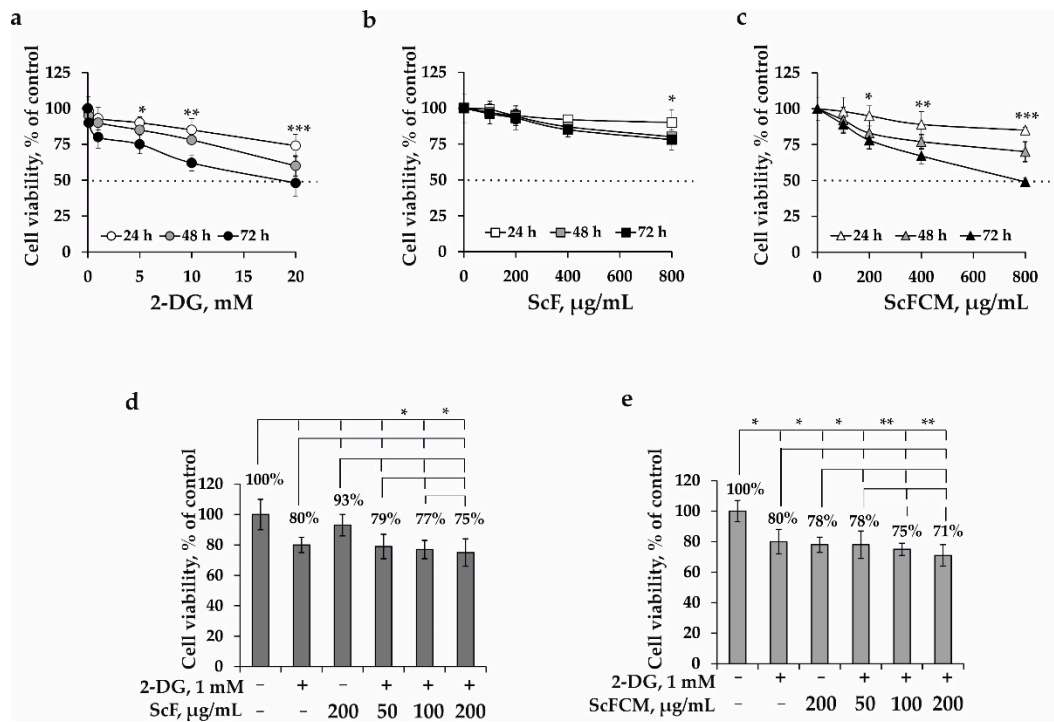 a
Cell viability, % of control
125
100
75
50
25
0
* ** ***
24 h 48 h 72 h
0 5 10 15 20
2-DG, mM
b
Cell viability, % of control
125
100
75
50
25
0
*
24 h 48 h 72 h
0 200 400 600 800
ScF, μg/mL
c
Cell viability, % of control
125
100
75
50
25
0
* ** ***
24 h 48 h 72 h
0 200 400 600 800
ScFCM, μg/mL
d
* *
Cell viability, % of control
120
100
80
60
40
20
0
100% 80% 93% 79% 77% 75%
2-DG, 1 mM – + – + + +
ScF, μg/mL – – 200 50 100 200
e
* * * ** **
Cell viability, % of control
120
100
80
60
40
20
0
100% 80% 78% 78% 75% 71%
2-DG, 1 mM – + – + + +
ScFCM, μg/mL – – 200 50 100 200